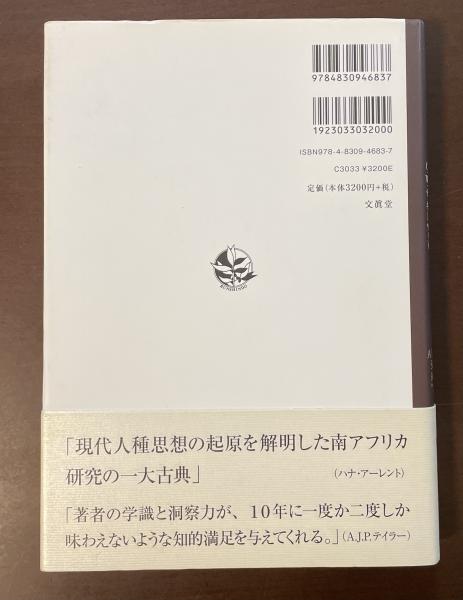 9784830946837
1923033032000
ISBN978-4-8309-4683-7
C3033 ¥3200E
定価(本体3200円+税)
文眞堂
「現代人種思想の起原を解明した南アフリカ
研究の一大古典」
(ハナ・アーレント)
「著者の学識と洞察力が、10年に一度か二度しか
味わえないような知的満足を与えてくれる。」(A.J.P.テイラー)